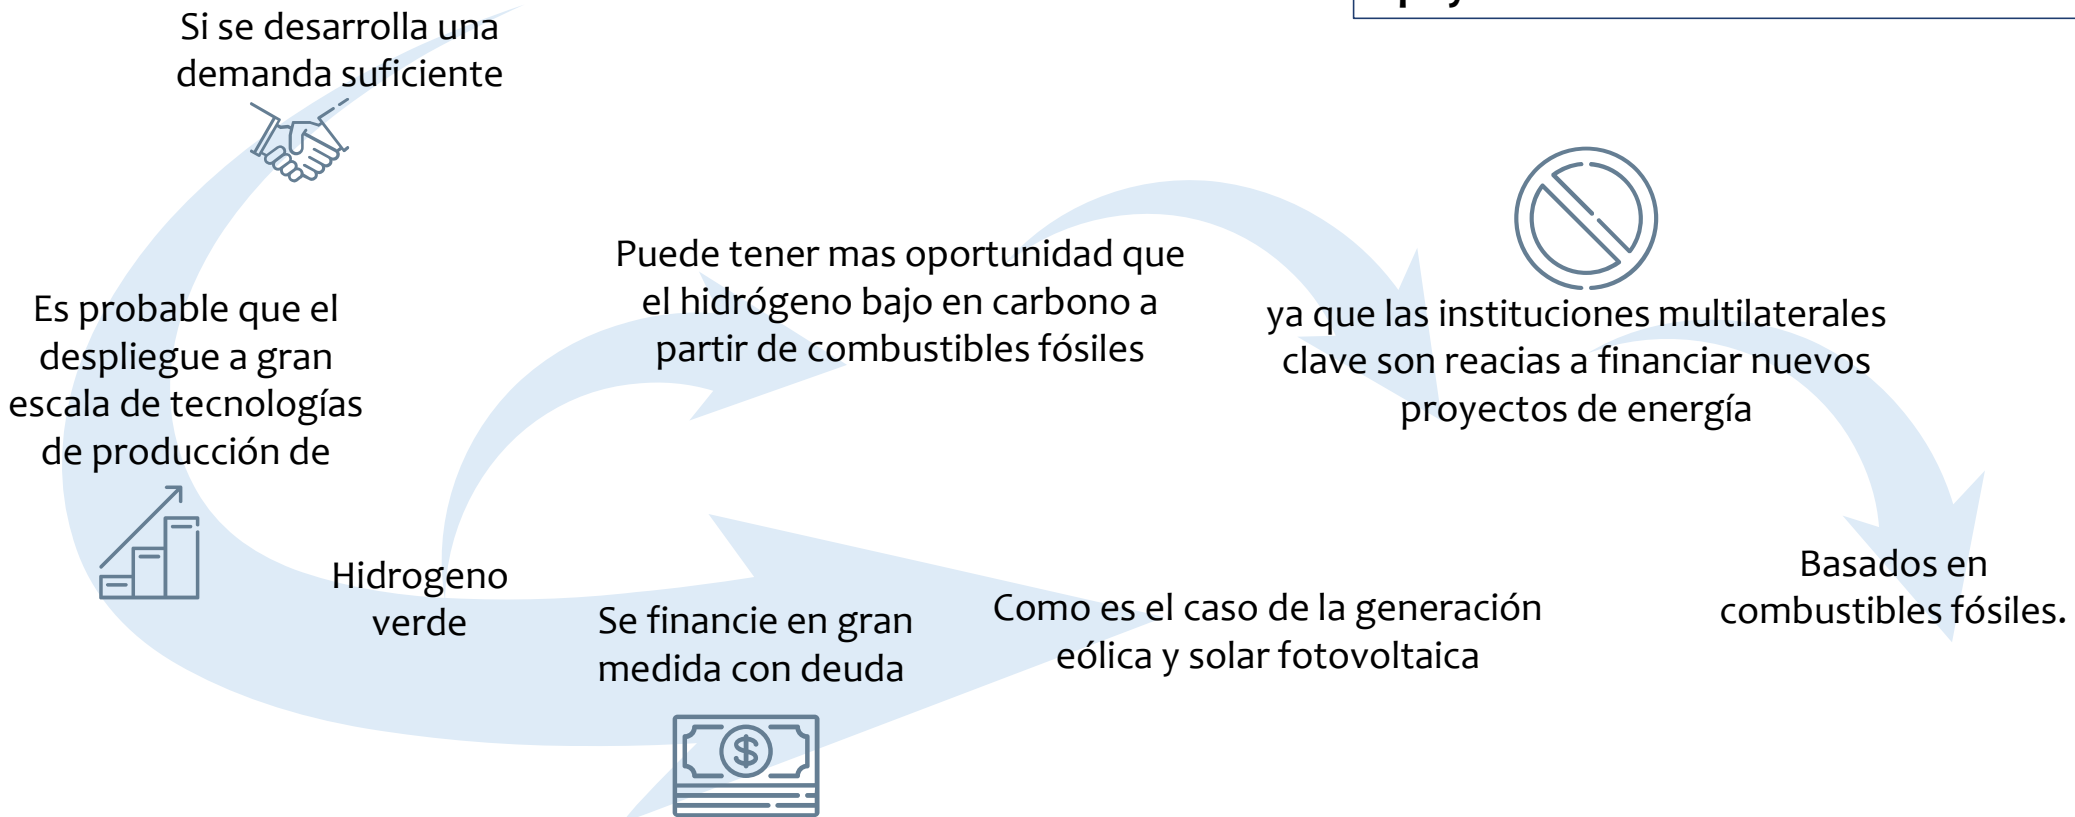 Si se desarrolla una
demanda suficiente
Es probable que el
despliegue a gran
escala de tecnologías
de producción de
Hidrogeno
verde
Se financie en gran
medida con deuda
Como es el caso de la generación
eólica y solar fotovoltaica
Puede tener mas oportunidad que
el hidrógeno bajo en carbono a
partir de combustibles fósiles
ya que las instituciones multilaterales
clave son reacias a financiar nuevos
proyectos de energía
Basados en
combustibles fósiles.